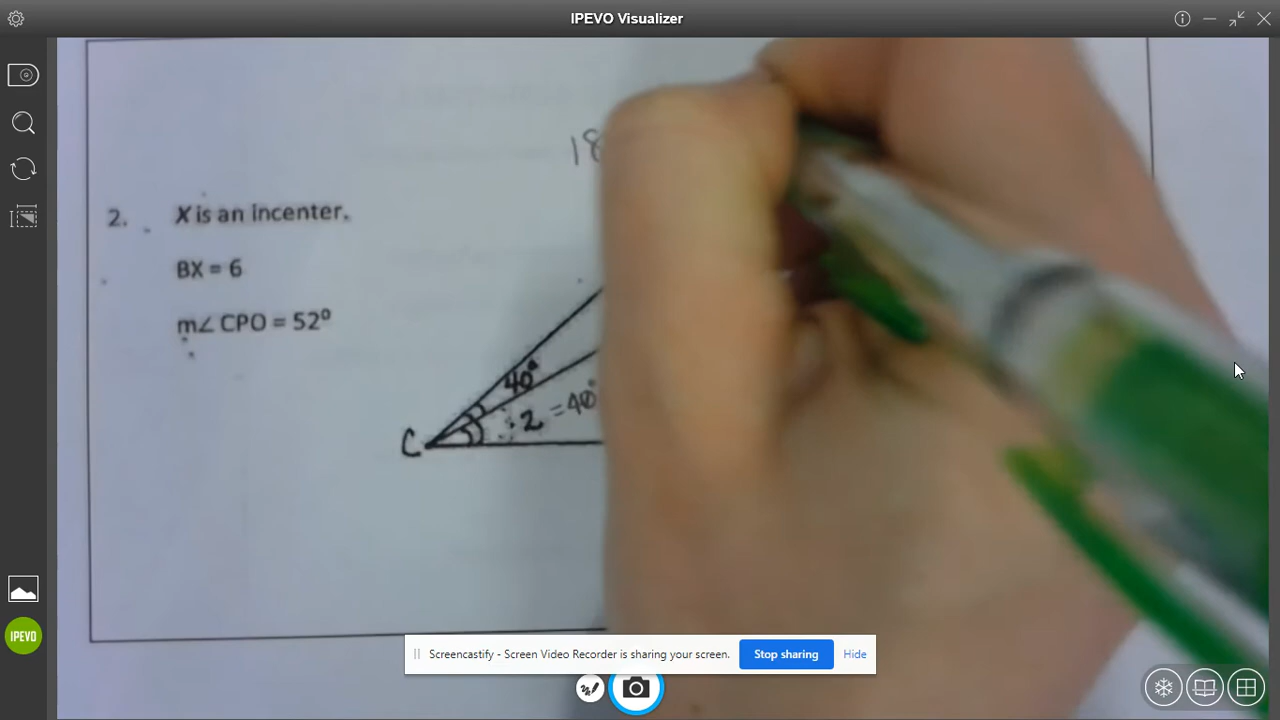 IPEVO Visualizer
18
2. X is an incenter.
BX = 6
m∠ CPO = 52⁰
40°
∴2 = 40°
C
IPEVO
Screencastify - Screen Video Recorder is sharing your screen.
Stop sharing
Hide